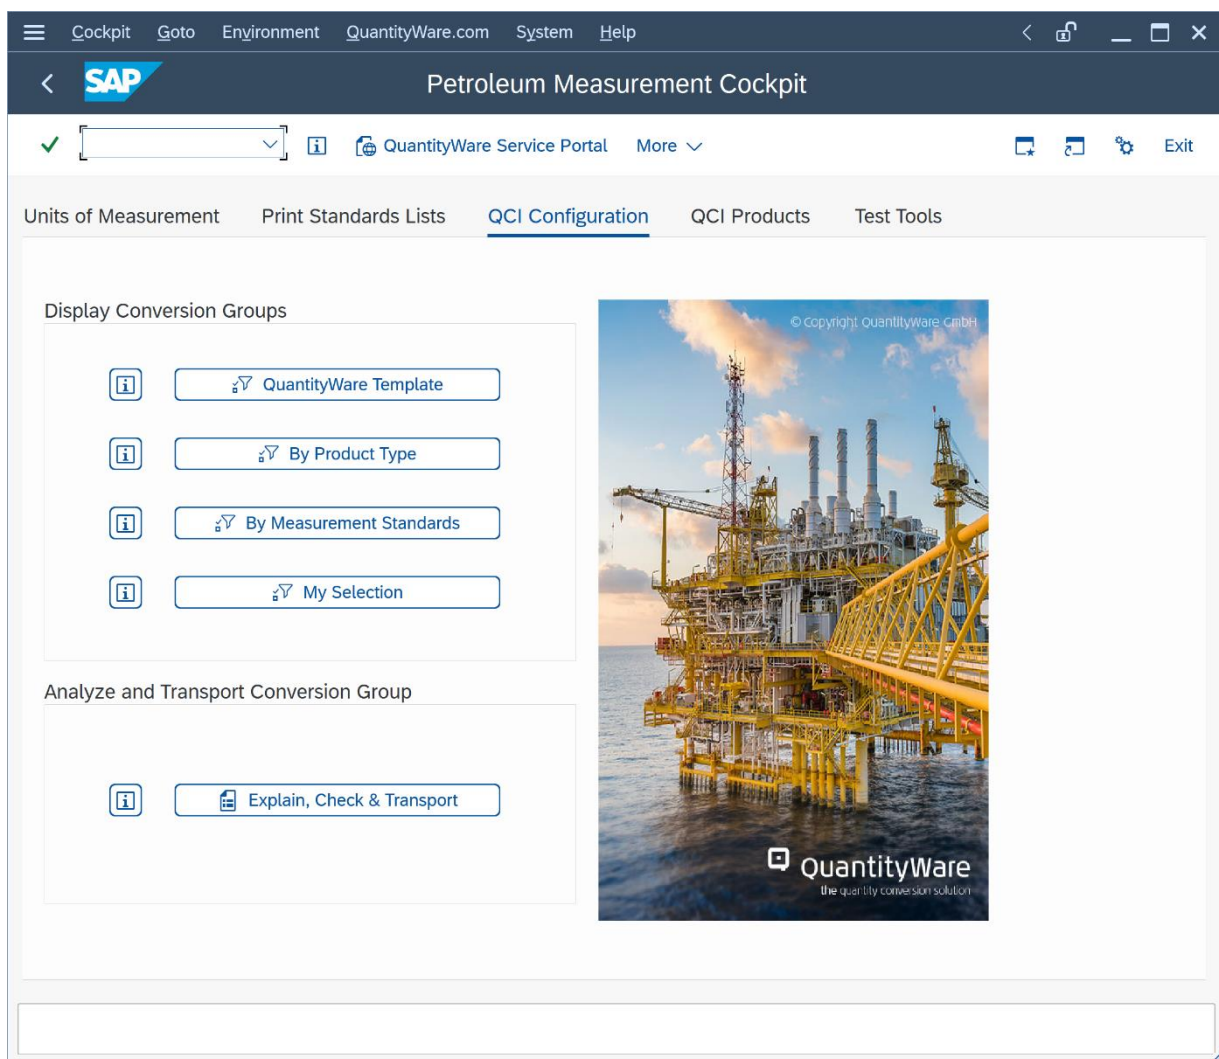 Cockpit Goto Environment QuantityWare.com System Help
SAP Petroleum Measurement Cockpit
QuantityWare Service Portal More Exit
Units of Measurement Print Standards Lists QCI Configuration QCI Products Test Tools
Display Conversion Groups
© Copyright QuantityWare GmbH
QuantityWare Template
By Product Type
By Measurement Standards
My Selection
Analyze and Transport Conversion Group
Explain, Check & Transport
QuantityWare
the quantity conversion solution